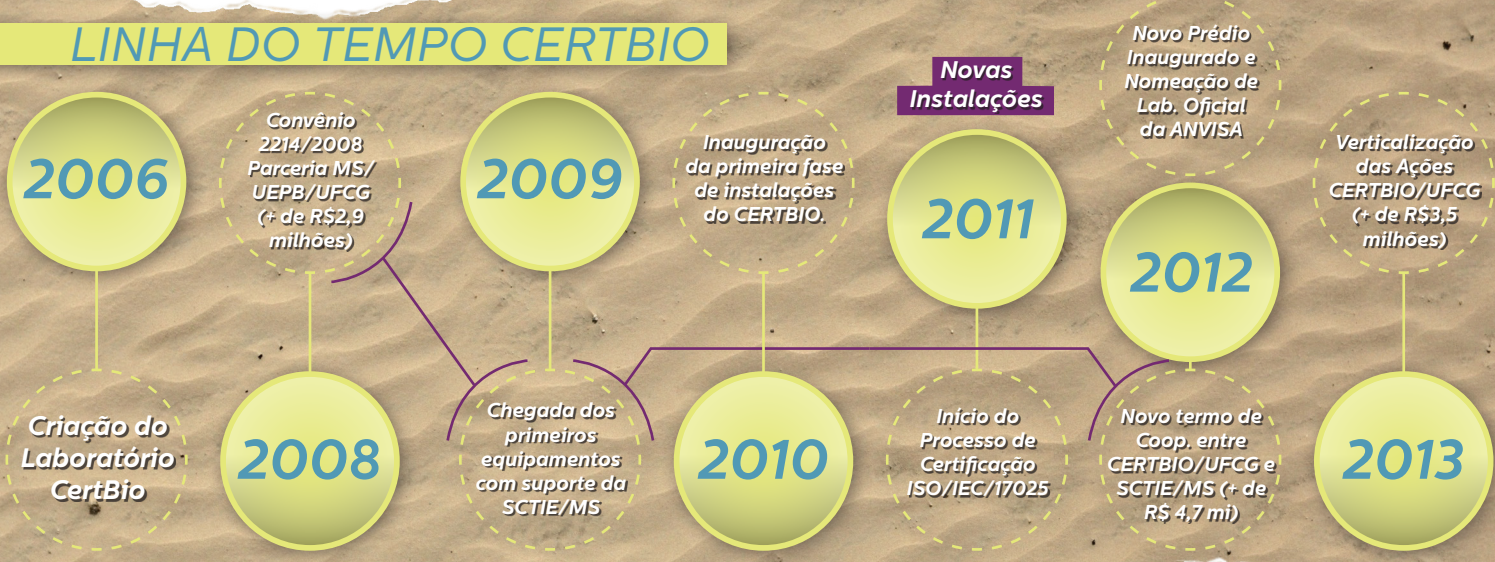 LINHA DO TEMPO CERTBIO
2006
Criação do
Laboratório
CertBio
Convênio
2214/2008
Parceria MS/
UEPB/UFCG
(+ de R$2,9
milhões)
2008
2009
Chegada dos
primeiros
equipamentos
com suporte da
SCTIE/MS
Inauguração
da primeira fase
de instalações
do CERTBIO.
2010
Novas
Instalações
2011
Início do
Processo de
Certificação
ISO/IEC/17025
Novo Prédio
Inaugurado e
Nomeação de
Lab. Oficial
da ANVISA
2012
Novo termo de
Coop. entre
CERTBIO/UFCG e
SCTIE/MS (+ de
R$ 4,7 mi)
Verticalização
das Ações
CERTBIO/UFCG
(+ de R$3,5
milhões)
2013